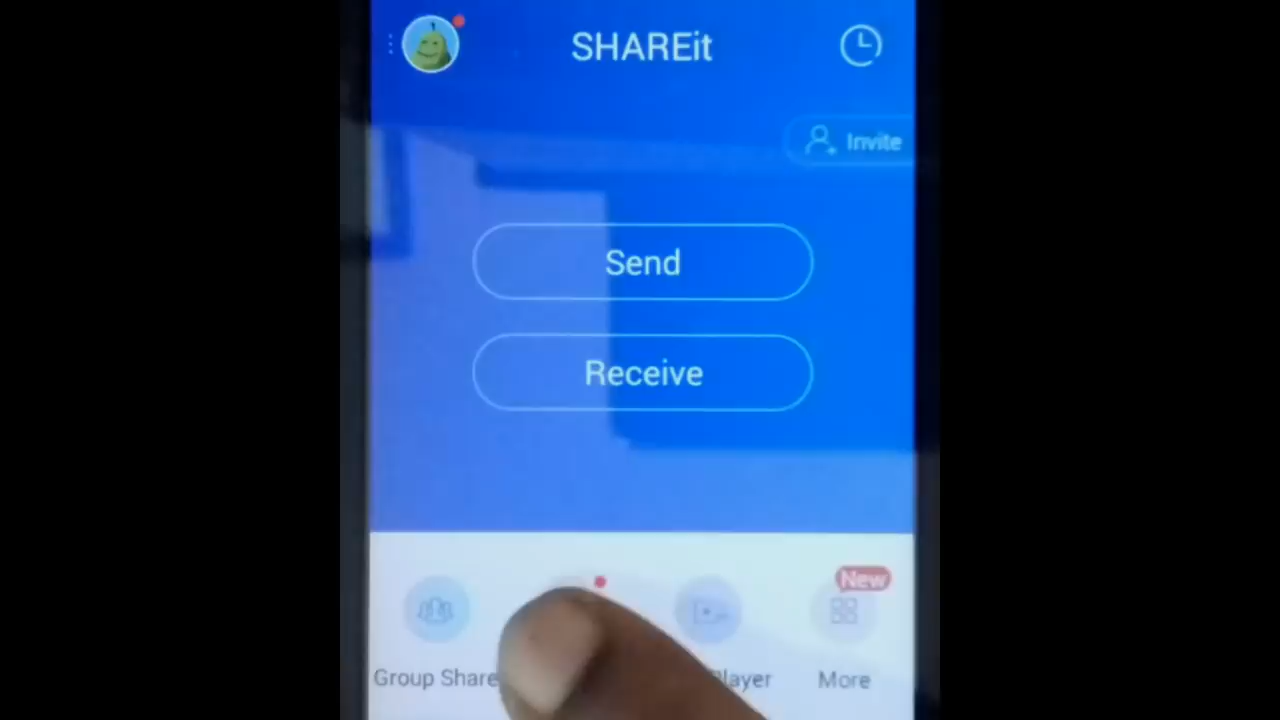 SHAREit
Invite
Send
Receive
New
Group Share
Player
More